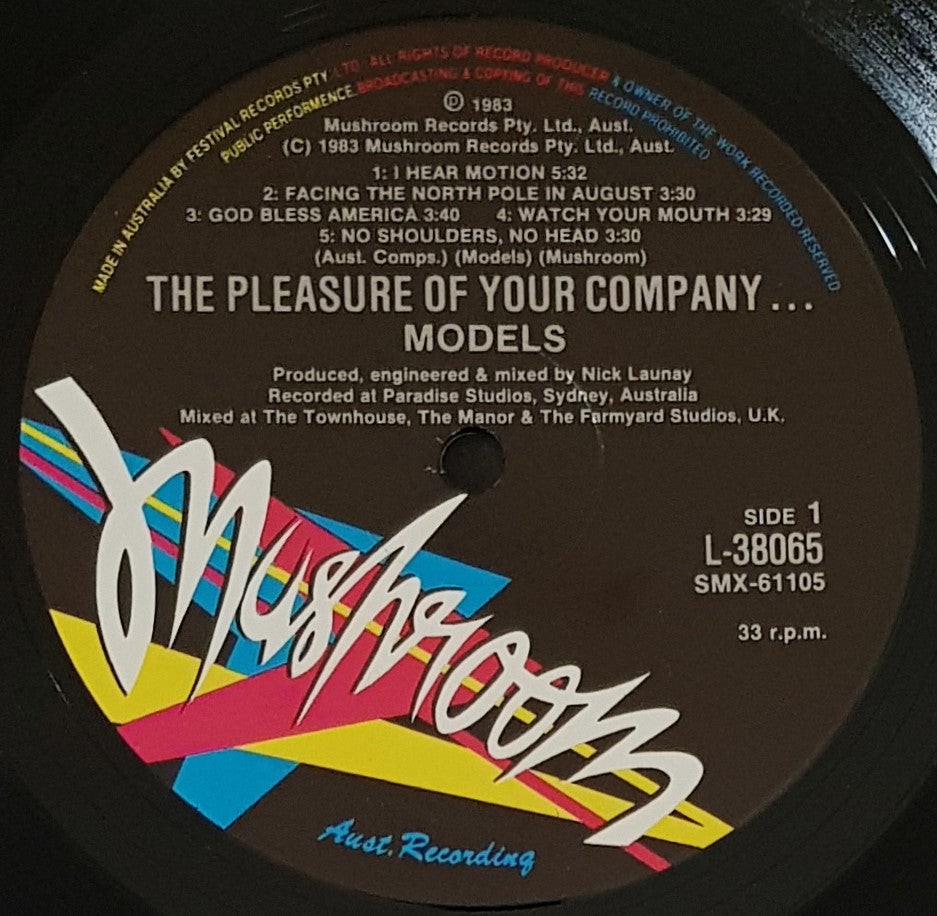 MADE IN AUSTRALIA BY FESTIVAL RECORDS PTY. LTD. ALL RIGHTS OF RECORD PRODUCER & OWNER OF THE WORK RECORDED RESERVED
PUBLIC PERFORMENCE, BROADCASTING & COPING OF THIS RECORD PROHIBITED
Ⓟ 1983
Mushroom Records Pty. Ltd., Aust.
(C) 1983 Mushroom Records Pty. Ltd., Aust.
1: I HEAR MOTION 5:32
2: FACING THE NORTH POLE IN AUGUST 3:30
3: GOD BLESS AMERICA 3:40 4: WATCH YOUR MOUTH 3:29
5: NO SHOULDERS, NO HEAD 3:30
(Aust. Comps.) (Models) (Mushroom)
THE PLEASURE OF YOUR COMPANY ...
MODELS
Produced, engineered & mixed by Nick Launay
Recorded at Paradise Studios, Sydney, Australia
Mixed at The Townhouse, The Manor & The Farmyard Studios, U.K.
SIDE 1
L-38065
SMX-61105
33 r.p.m.
Mushroom
Aust. Recording